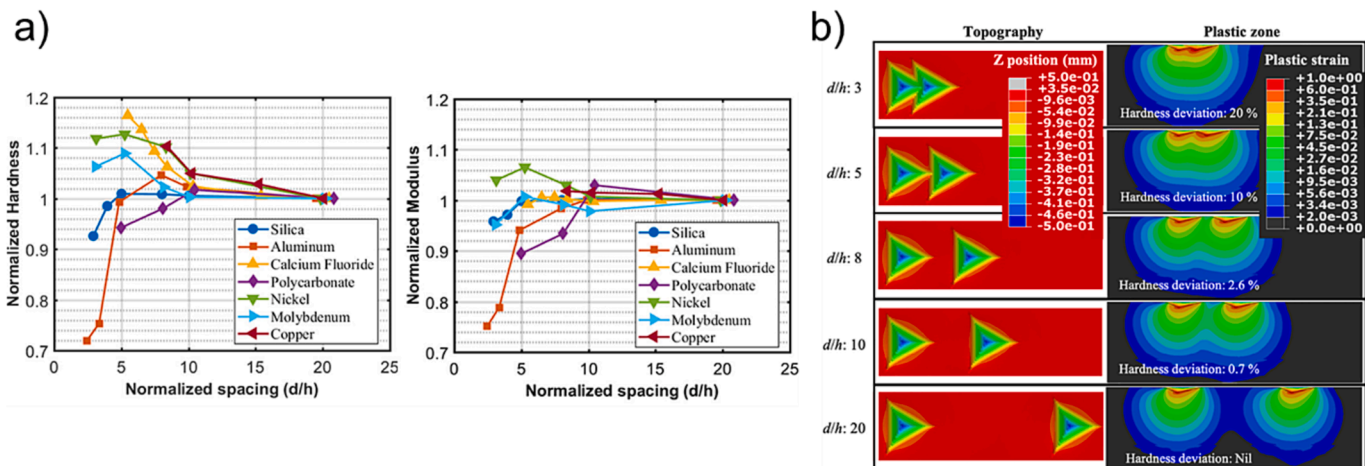 a)
1.2
1.1
1
0.9
0.8
0.7
Normalized Hardness
0
5
10
15
20
25
Normalized spacing (d/h)
Silica
Aluminum
Calcium Fluoride
Polycarbonate
Nickel
Molybdenum
Copper
1.2
1.1
1
0.9
0.8
0.7
Normalized Modulus
0
5
10
15
20
25
Normalized spacing (d/h)
Silica
Aluminum
Calcium Fluoride
Polycarbonate
Nickel
Molybdenum
Copper
b)
Topography
Plastic zone
d/h: 3
d/h: 5
d/h: 8
d/h: 10
d/h: 20
Z position (mm)
+5.0e-01
+3.5e-02
-9.6e-03
-5.4e-02
-9.9e-02
-1.4e-01
-1.9e-01
-2.3e-01
-2.8e-01
-3.2e-01
-3.7e-01
-4.1e-01
-4.6e-01
-5.0e-01
Plastic strain
+1.0e+00
+6.0e-01
+3.5e-01
+2.1e-01
+1.3e-01
+7.5e-02
+4.5e-02
+2.7e-02
+1.6e-02
+9.5e-03
+5.6e-03
+3.4e-03
+2.0e-03
+0.0e+00
Hardness deviation: 20 %
Hardness deviation: 10 %
Hardness deviation: 2.6 %
Hardness deviation: 0.7 %
Hardness deviation: Nil